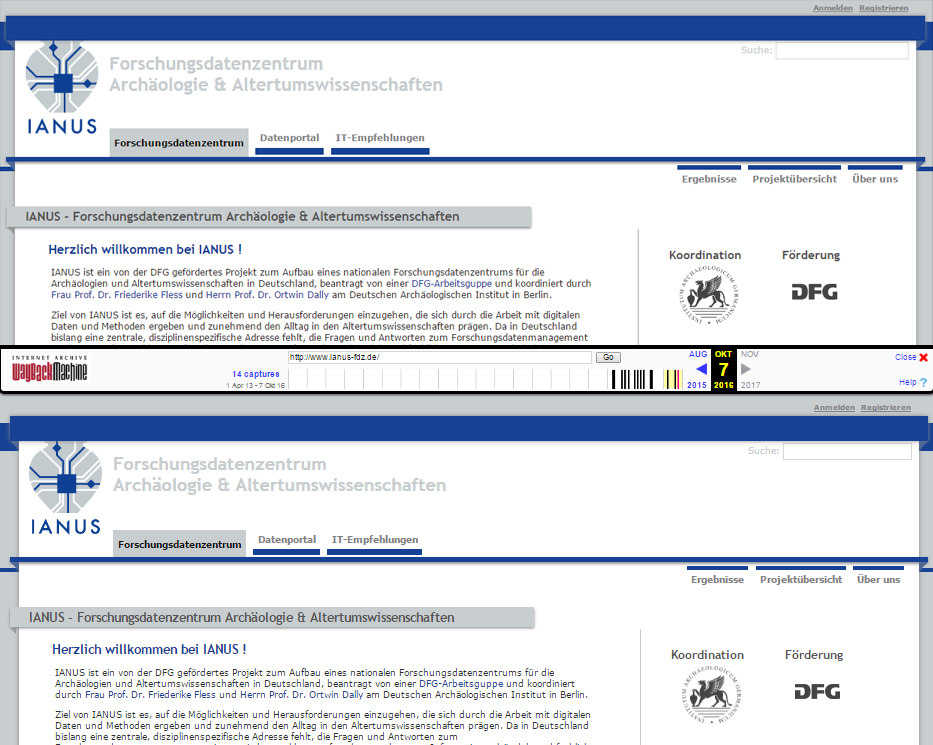 Anmelden Registrieren
Suche:
Forschungsdatenzentrum
Archäologie & Altertumswissenschaften
IANUS
Forschungsdatenzentrum Datenportal IT-Empfehlungen
Ergebnisse Projektübersicht Über uns
IANUS - Forschungsdatenzentrum Archäologie & Altertumswissenschaften
Herzlich willkommen bei IANUS !
IANUS ist ein von der DFG gefördertes Projekt zum Aufbau eines nationalen Forschungsdatenzentrums für die
Archäologien und Altertumswissenschaften in Deutschland, beantragt von einer DFG-Arbeitsguppe und koordiniert durch
Frau Prof. Dr. Friederike Fless und Herrn Prof. Dr. Ortwin Dally am Deutschen Archäologischen Institut in Berlin.
Ziel von IANUS ist es, auf die Möglichkeiten und Herausforderungen einzugehen, die sich durch die Arbeit mit digitalen
Daten und Methoden ergeben und zunehmend den Alltag in den Altertumswissenschaften prägen. Da in Deutschland
bislang eine zentrale, disziplinenspezifische Adresse fehlt, die Fragen und Antworten zum Forschungsdatenmanagement
Koordination Förderung
INSTITUTUM ARCHAEOLOGICUM GERMANICUM
DFG
INTERNET ARCHIVE
WayBackMachine
http://www.ianus-fdz.de/ Go
14 captures
1 Apr 13 - 7 Okt 16
AUG OKT NOV
7
2015 2016 2017
Close
Help ?
Anmelden Registrieren
Suche:
Forschungsdatenzentrum
Archäologie & Altertumswissenschaften
IANUS
Forschungsdatenzentrum Datenportal IT-Empfehlungen
Ergebnisse Projektübersicht Über uns
IANUS - Forschungsdatenzentrum Archäologie & Altertumswissenschaften
Herzlich willkommen bei IANUS !
IANUS ist ein von der DFG gefördertes Projekt zum Aufbau eines nationalen Forschungsdatenzentrums für die
Archäologien und Altertumswissenschaften in Deutschland, beantragt von einer DFG-Arbeitsguppe und koordiniert
durch Frau Prof. Dr. Friederike Fless und Herrn Prof. Dr. Ortwin Dally am Deutschen Archäologischen Institut in Berlin.
Ziel von IANUS ist es, auf die Möglichkeiten und Herausforderungen einzugehen, die sich durch die Arbeit mit digitalen
Daten und Methoden ergeben und zunehmend den Alltag in den Altertumswissenschaften prägen. Da in Deutschland
bislang eine zentrale, disziplinenspezifische Adresse fehlt, die Fragen und Antworten zum
Koordination Förderung
INSTITUTUM ARCHAEOLOGICUM GERMANICUM
DFG